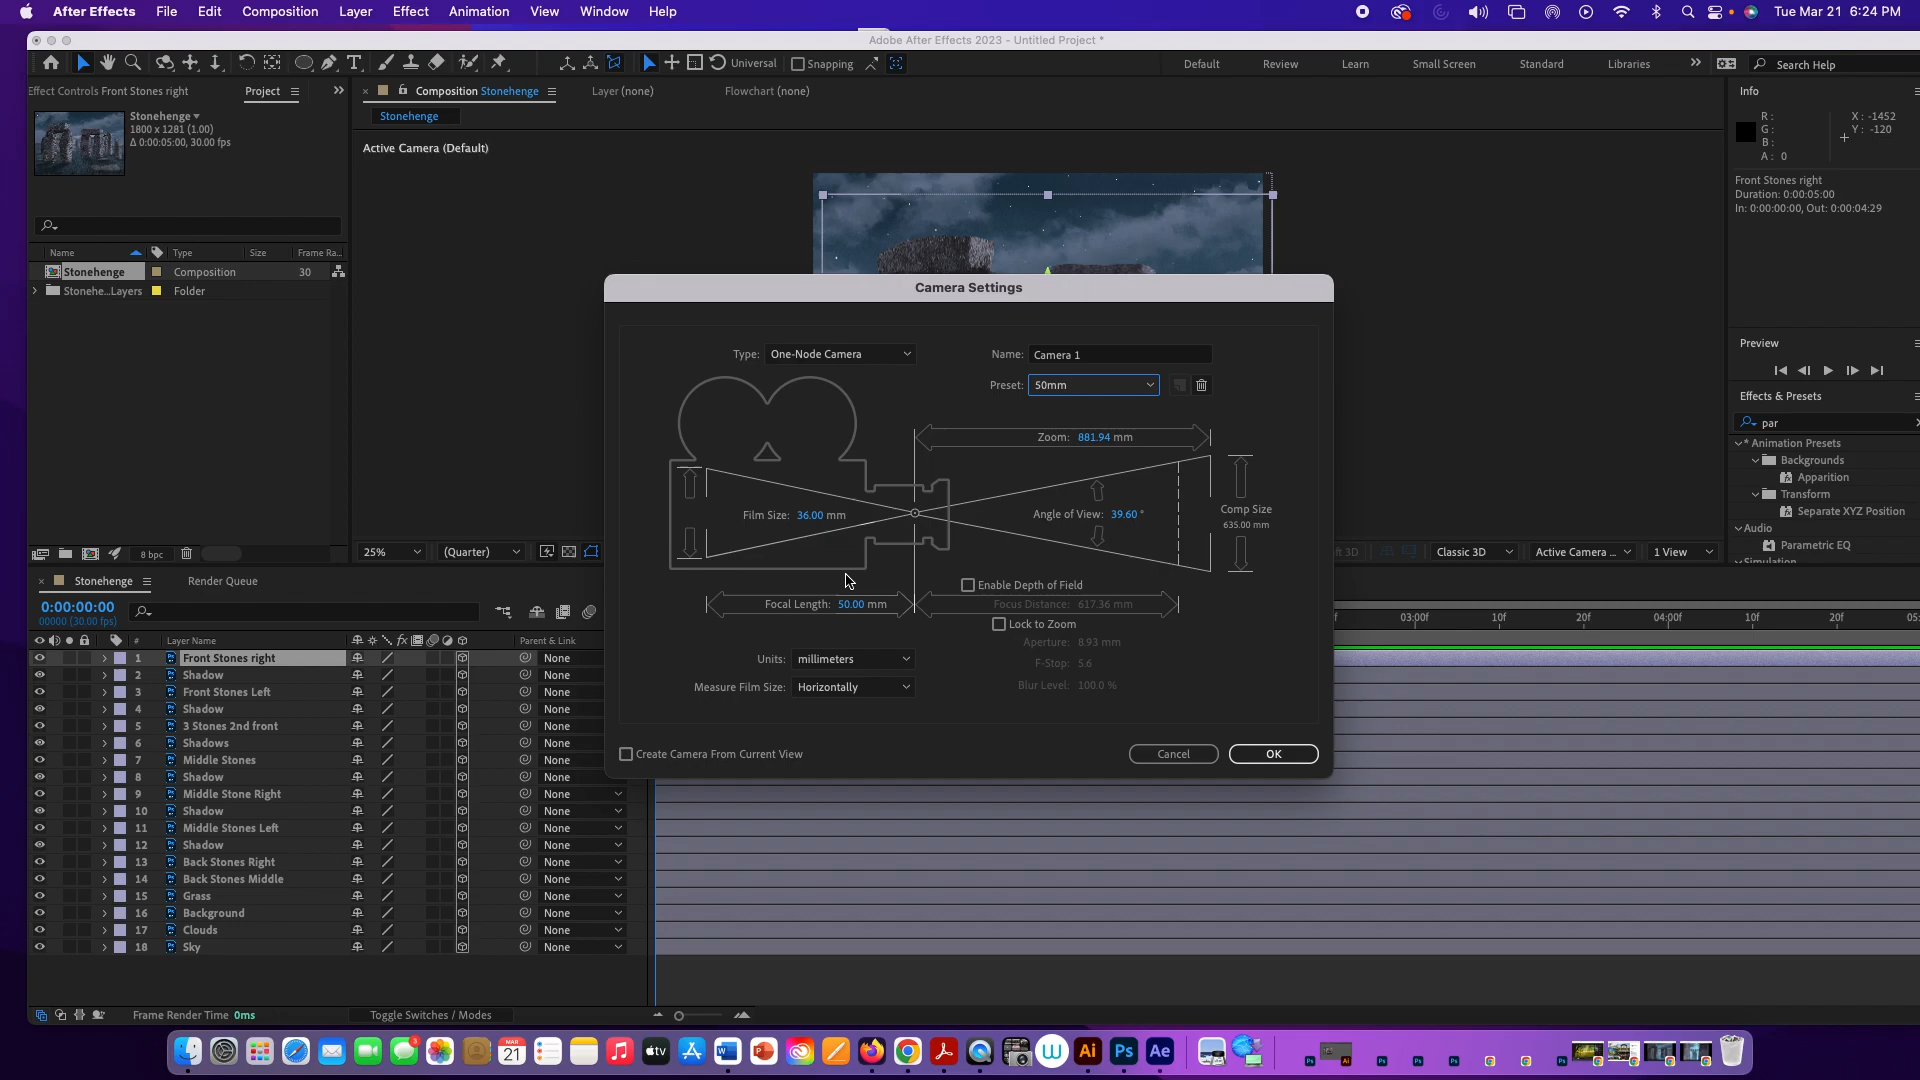 After Effects File Edit Composition Layer Effect Animation View Window Help Tue Mar 21 6:24 PM
Adobe After Effects 2023 - Untitled Project *
Universal Snapping Default Review Learn Small Screen Standard Libraries Search Help
Effect Controls Front Stones right Project Composition Stonehenge Layer (none) Flowchart (none) Info
Stonehenge
1800 x 1281 (1.00)
Δ 0:00:05:00, 30.00 fps
Stonehenge
Active Camera (Default)
R:
G:
B:
A: 0
X: -1452
Y: -120
Front Stones right
Duration: 0:00:05:00
In: 0:00:00:00, Out: 0:00:04:29
Name Type Size Frame Ra...
Stonehenge Composition 30
Stonehe...Layers Folder
8 bpc
25% (Quarter)
Classic 3D Active Camera ... 1 View
Preview
Effects & Presets
par
* Animation Presets
Backgrounds
Apparition
Transform
Separate XYZ Position
Audio
Parametric EQ
Simulation
Camera Settings
Type: One-Node Camera Name: Camera 1
Preset: 50mm
Zoom: 881.94 mm
Film Size: 36.00 mm Angle of View: 39.60 °
Comp Size
635.00 mm
Enable Depth of Field
Focal Length: 50.00 mm Focus Distance: 617.36 mm
Lock to Zoom
Aperture: 8.93 mm
Units: millimeters F-Stop: 5.6
Measure Film Size: Horizontally Blur Level: 100.0 %
Create Camera From Current View Cancel OK
Stonehenge Render Queue
0:00:00:00
00000 (30.00 fps)
03:00f 10f 20f 04:00f 10f 20f 05:
# Layer Name Parent & Link
1 Front Stones right None
2 Shadow None
3 Front Stones Left None
4 Shadow None
5 3 Stones 2nd front None
6 Shadows None
7 Middle Stones None
8 Shadow None
9 Middle Stone Right None
10 Shadow None
11 Middle Stones Left None
12 Shadow None
13 Back Stones Right None
14 Back Stones Middle None
15 Grass None
16 Background None
17 Clouds None
18 Sky None
Frame Render Time 0ms Toggle Switches / Modes